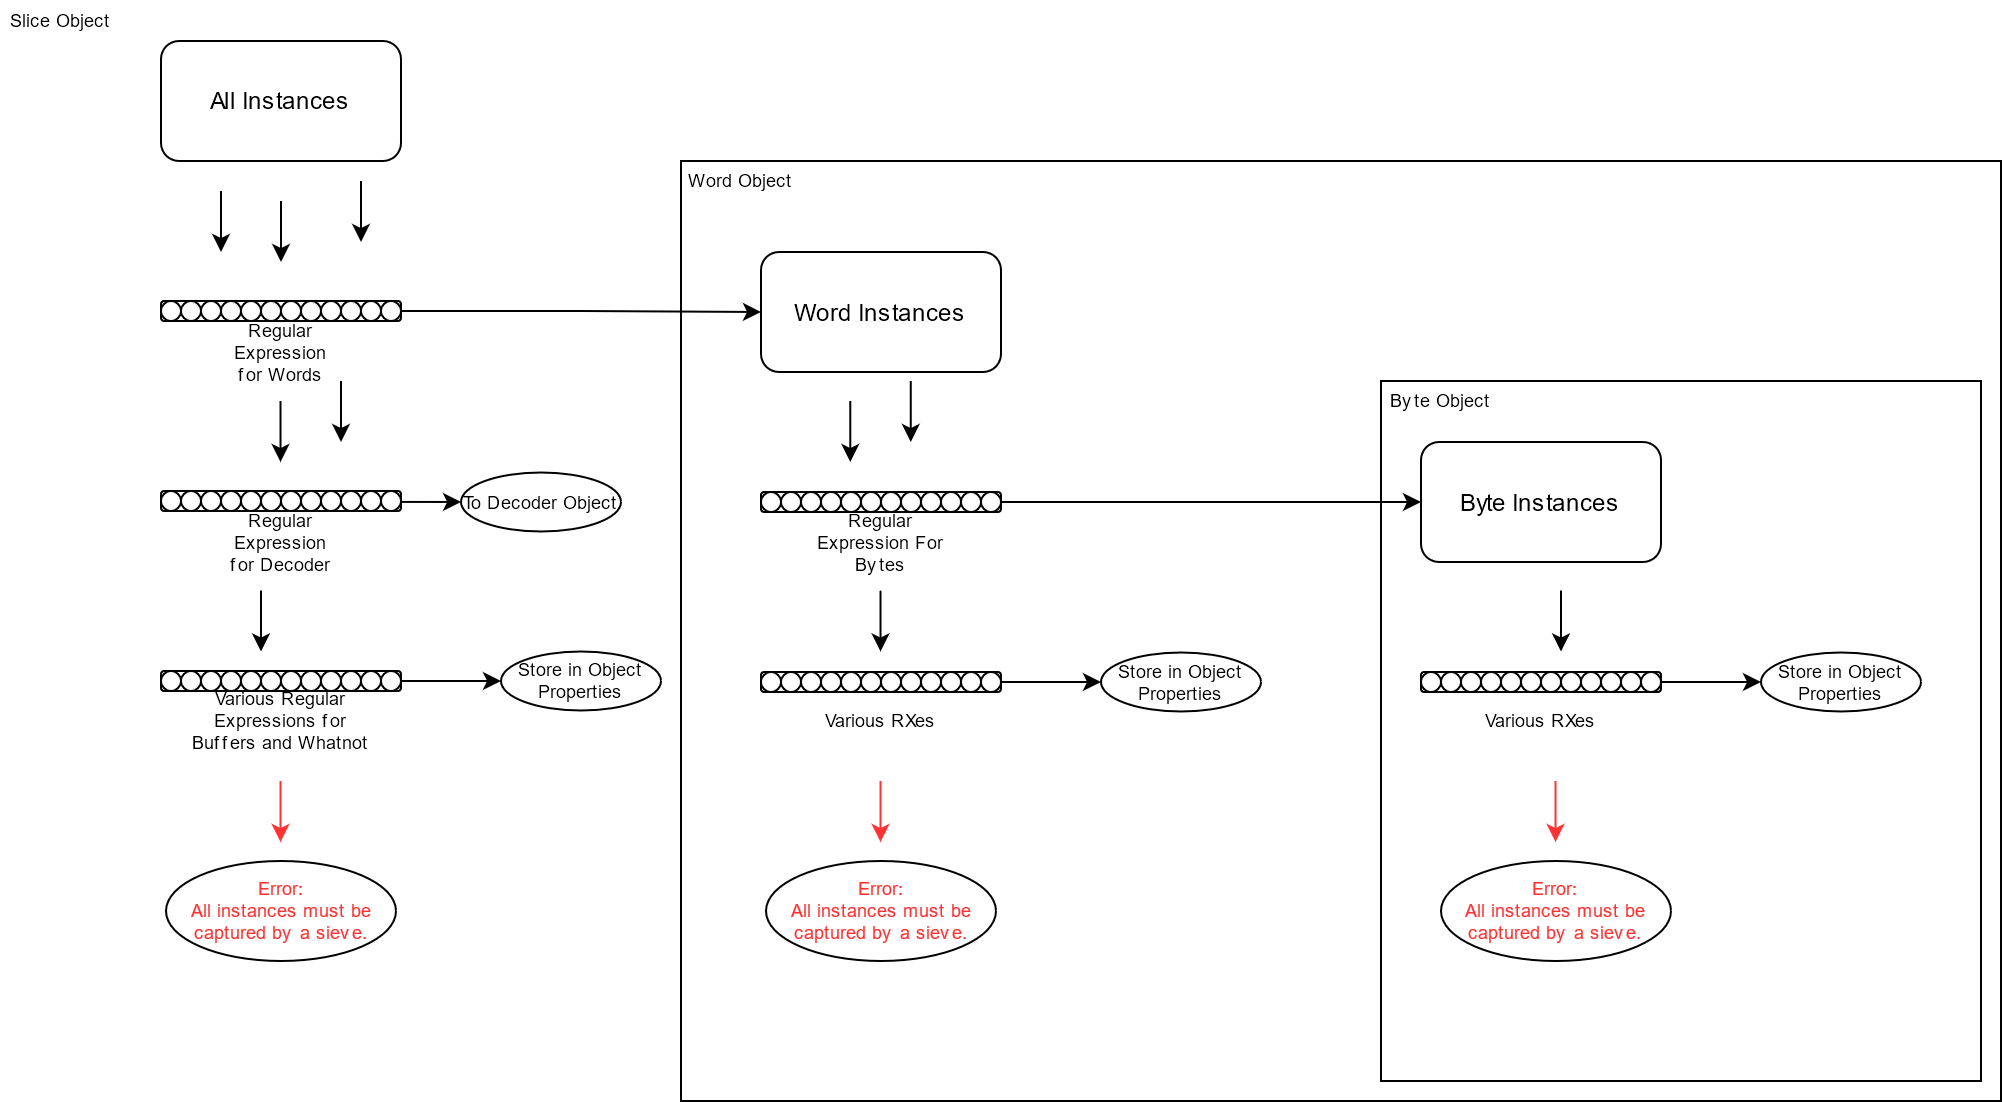 Slice Object
All Instances
Word Object
Word Instances
Regular
Expression
for Words
Byte Object
To Decoder Object
Byte Instances
Regular
Expression
for Decoder
Regular
Expression For
Bytes
Store in Object
Properties
Store in Object
Properties
Store in Object
Properties
Various Regular
Expressions for
Buffers and Whatnot
Various RXes
Various RXes
Error:
All instances must be
captured by a sieve.
Error:
All instances must be
captured by a sieve.
Error:
All instances must be
captured by a sieve.